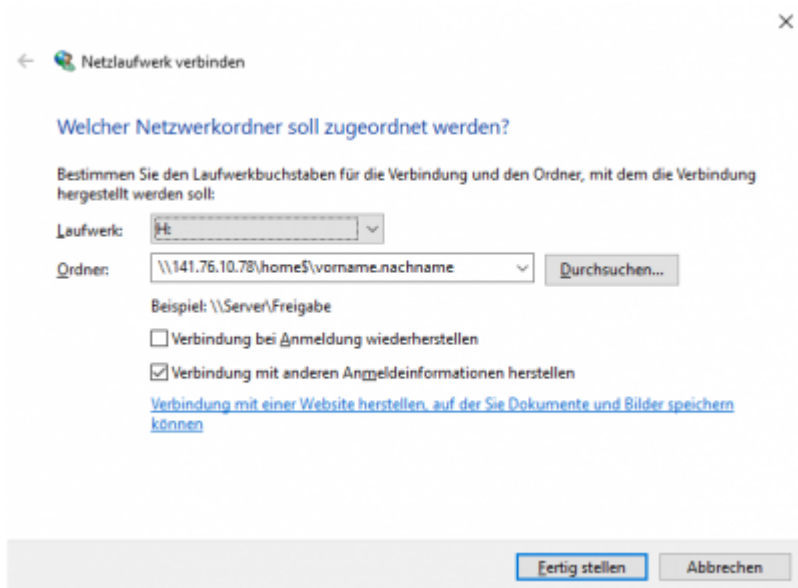 Netzlaufwerk verbinden
Welcher Netzwerkordner soll zugeordnet werden?
Bestimmen Sie den Laufwerkbuchstaben für die Verbindung und den Ordner, mit dem die Verbindung
hergestellt werden soll:
Laufwerk: H:
Ordner: \\141.76.10.78\home$\vorname.nachname Durchsuchen...
Beispiel: \\Server\Freigabe
Verbindung bei Anmeldung wiederherstellen
Verbindung mit anderen Anmeldeinformationen herstellen
Verbindung mit einer Website herstellen, auf der Sie Dokumente und Bilder speichern
können
Fertig stellen Abbrechen